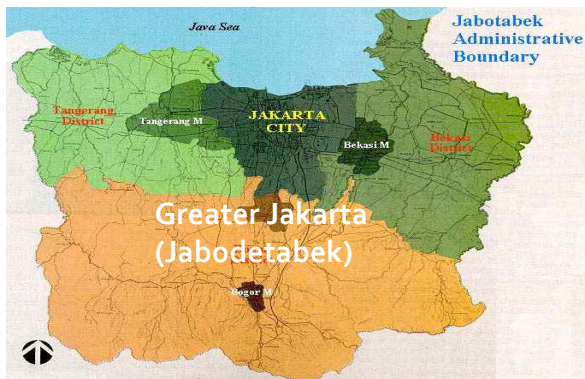 Java Sea
Jabotabek
Administrative
Boundary
Tangerang
District
Tangerang M
JAKARTA
CITY
Bekasi M
Bekasi
District
Greater Jakarta
(Jabodetabek)
Bogor M